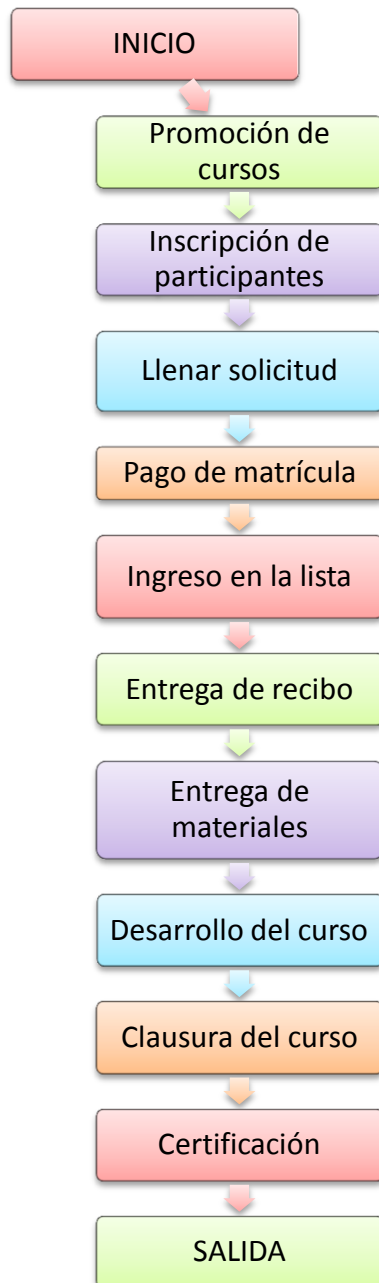 INICIO
Promoción de
cursos
Inscripción de
participantes
Llenar solicitud
Pago de matrícula
Ingreso en la lista
Entrega de recibo
Entrega de
materiales
Desarrollo del curso
Clausura del curso
Certificación
SALIDA